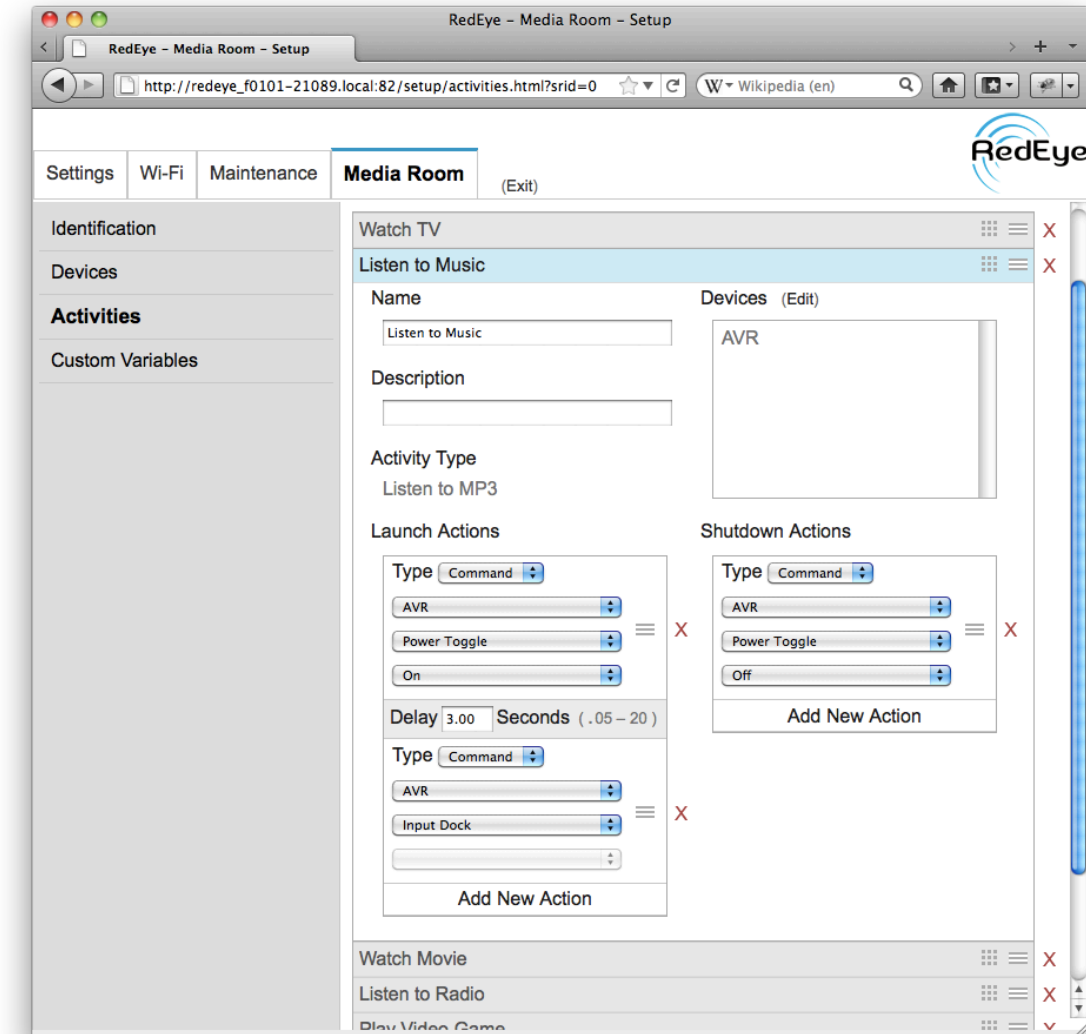 RedEye – Media Room – Setup
RedEye – Media Room – Setup
http://redeye_f0101-21089.local:82/setup/activities.html?srid=0
W Wikipedia (en)
RedEye
Settings
Wi-Fi
Maintenance
Media Room
(Exit)
Identification
Devices
Activities
Custom Variables
Watch TV
X
Listen to Music
X
Name
Listen to Music
Description
Activity Type
Listen to MP3
Devices (Edit)
AVR
Launch Actions
Type Command
AVR
Power Toggle
On
X
Delay 3.00 Seconds (.05 – 20)
Type Command
AVR
Input Dock
X
Add New Action
Shutdown Actions
Type Command
AVR
Power Toggle
Off
X
Add New Action
Watch Movie
X
Listen to Radio
X
Play Video Game
X